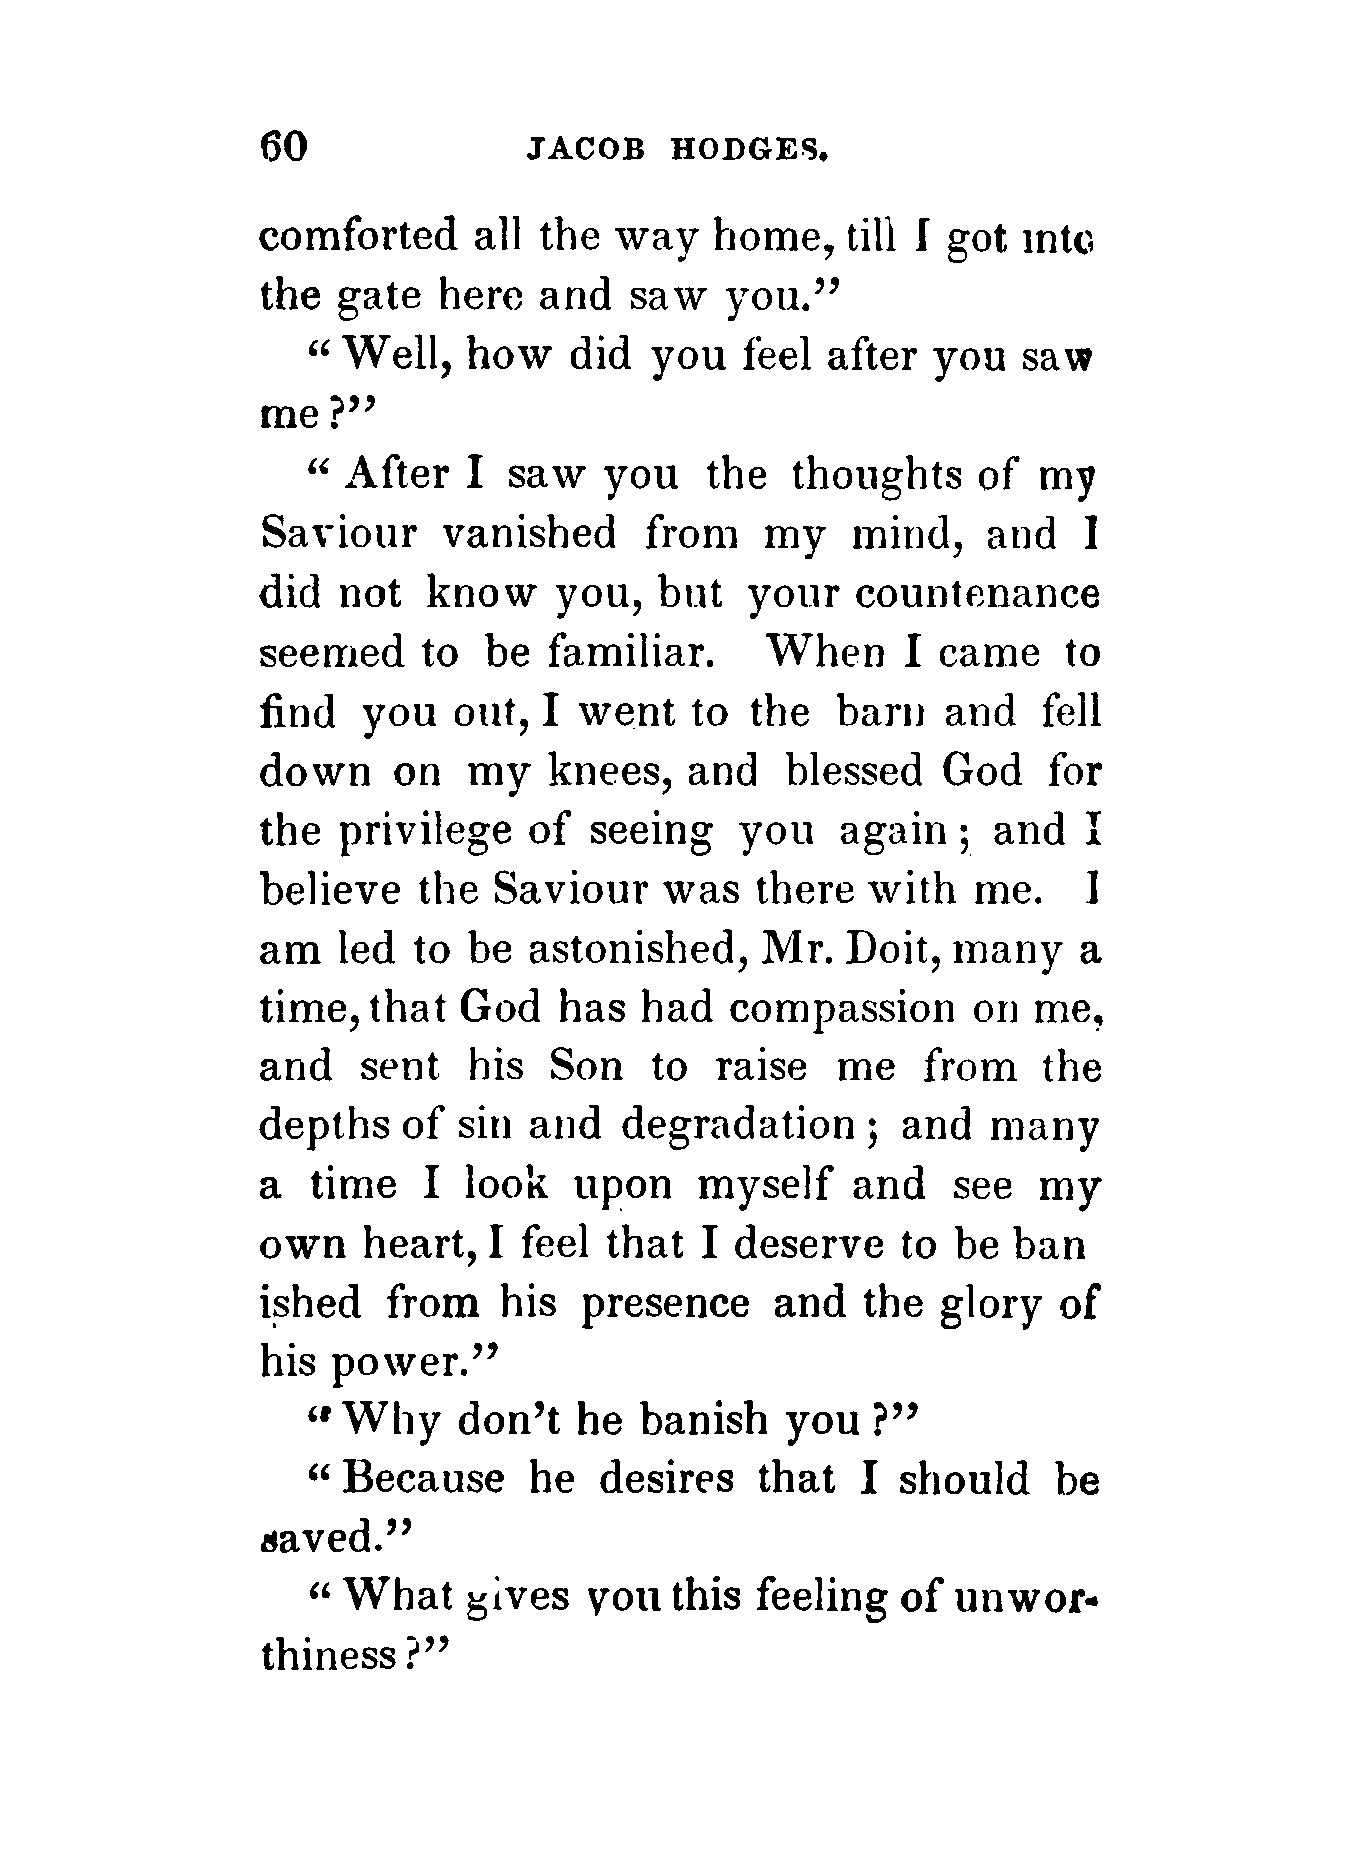 60 JACOB HODGES.
comforted all the way home, till I got into
the gate here and saw you.”
“ Well, how did you feel after you saw
me ?”
“ After I saw you the thoughts of my
Saviour vanished from my mind, and I
did not know you, but your countenance
seemed to be familiar. When I came to
find you out, I went to the barn and fell
down on my knees, and blessed God for
the privilege of seeing you again ; and I
believe the Saviour was there with me. I
am led to be astonished, Mr. Doit, many a
time, that God has had compassion on me,
and sent his Son to raise me from the
depths of sin and degradation ; and many
a time I look upon myself and see my
own heart, I feel that I deserve to be ban
ished from his presence and the glory of
his power.”
“ Why don’t he banish you ?”
“ Because he desires that I should be
saved.”
“ What gives you this feeling of unwor-
thiness ?”